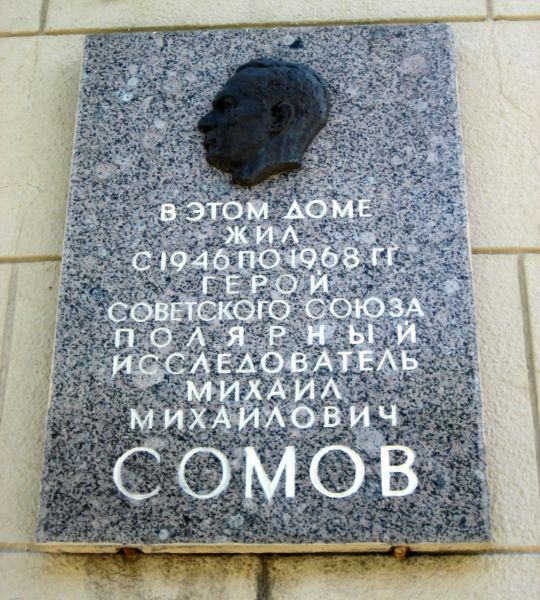 В ЭТОМ ДОМЕ
ЖИЛ
С 1946 ПО 1968 ГГ
ГЕРОЙ
СОВЕТСКОГО СОЮЗА
ПОЛЯРНЫЙ
ИССЛЕДОВАТЕЛЬ
МИХАИЛ
МИХАЙЛОВИЧ
СОМОВ